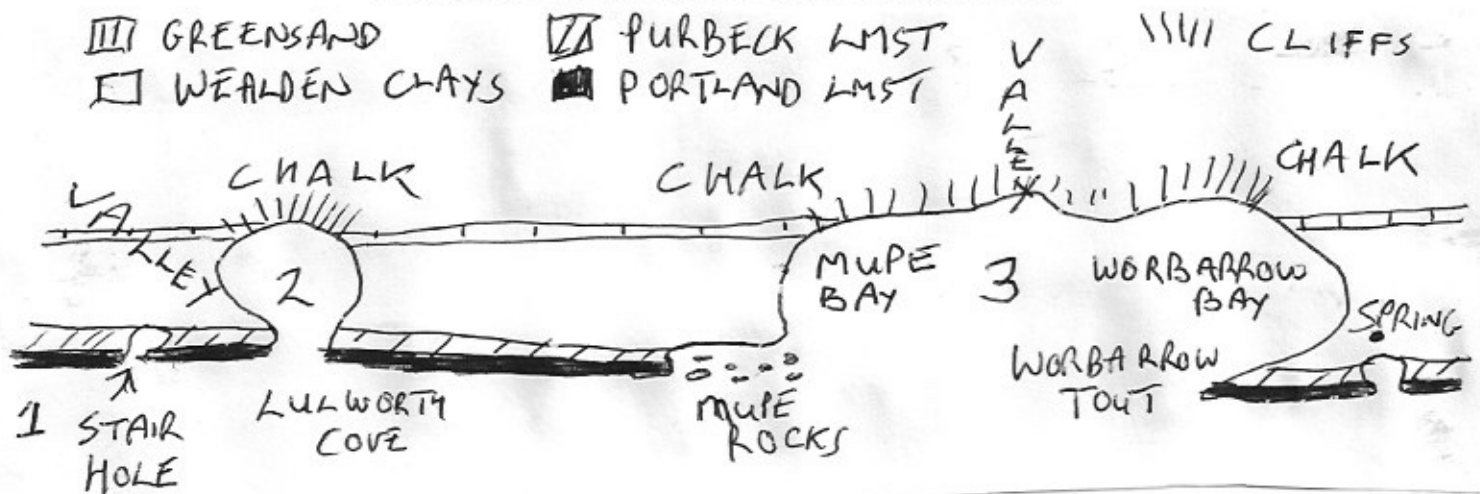 GREENSAND
WEALDEN CLAYS
PURBECK LMST
PORTLAND LMST
CLIFFS
VALLEY
CHALK
CHALK
VALLEY
CHALK
2
MUPE
BAY
3
WORBARROW
BAY
SPRING
1
STAIR
HOLE
LULWORTH
COVE
MUPE
ROCKS
WORBARROW
TOUT